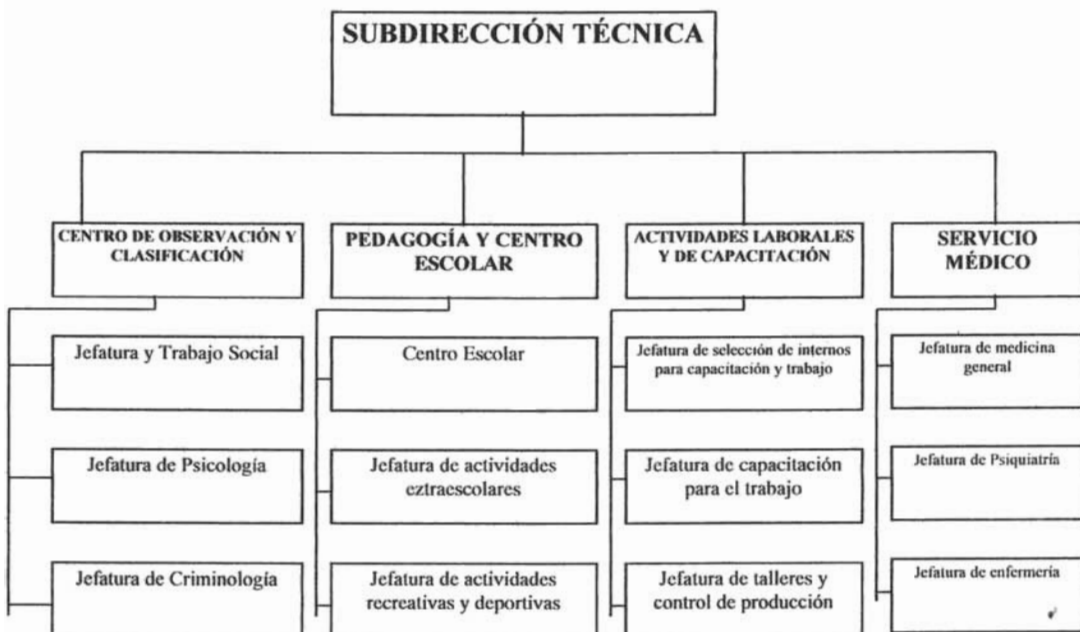 SUBDIRECCIÓN TÉCNICA
CENTRO DE OBSERVACIÓN Y
CLASIFICACIÓN
Jefatura y Trabajo Social
Jefatura de Psicología
Jefatura de Criminología
PEDAGOGÍA Y CENTRO
ESCOLAR
Centro Escolar
Jefatura de actividades
eztraescolares
Jefatura de actividades
recreativas y deportivas
ACTIVIDADES LABORALES
Y DE CAPACITACIÓN
Jefatura de selección de internos
para capacitación y trabajo
Jefatura de capacitación
para el trabajo
Jefatura de talleres y
control de producción
SERVICIO
MÉDICO
Jefatura de medicina
general
Jefatura de Psiquiatría
Jefatura de enfermería